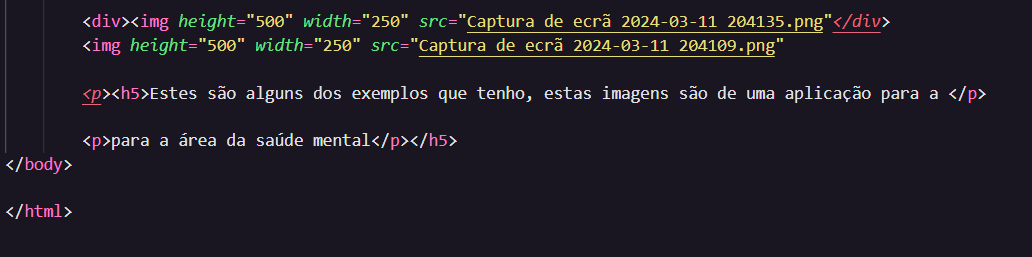 <div><img height="500" width="250" src="Captura de ecrã 2024-03-11 204135.png"</div>
<img height="500" width="250" src="Captura de ecrã 2024-03-11 204109.png"
<p><h5>Estes são alguns dos exemplos que tenho, estas imagens são de uma aplicação para a </p>
<p>para a área da saúde mental</p></h5>
</body>
</html>